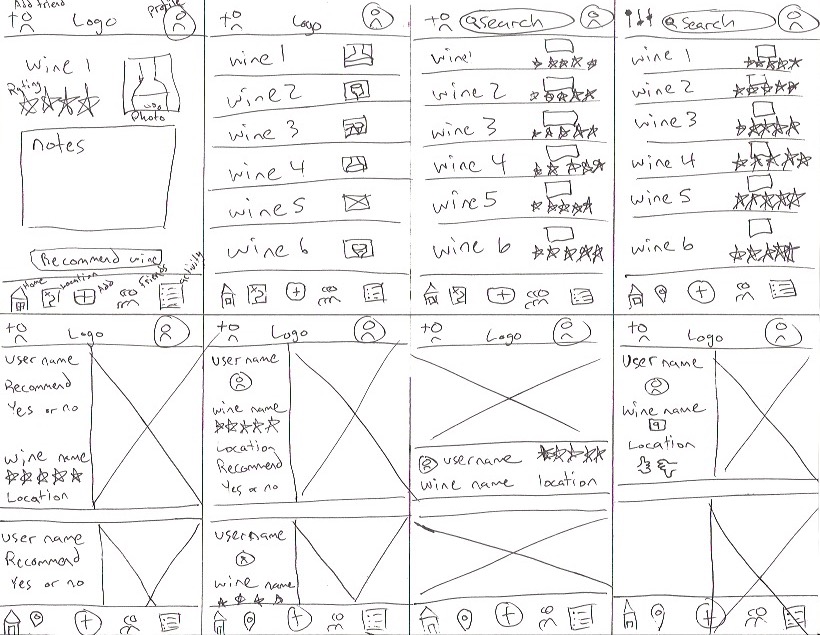 Add friend
Profile
Logo
wine 1
Rating
Photo
notes
Recommend wine
Home
Location
Add
Friends
Activity
Logo
wine 1
wine 2
wine 3
wine 4
wine 5
wine 6
Search
wine 1
wine 2
wine 3
wine 4
wine 5
wine 6
Search
wine 1
wine 2
wine 3
wine 4
wine 5
wine 6
Logo
User name
Recommend
Yes or no
wine name
Location
User name
Recommend
Yes or no
Logo
User name
wine name
Location
Recommend
Yes or no
username
wine name
Logo
username
wine name location
Logo
User name
wine name
Location